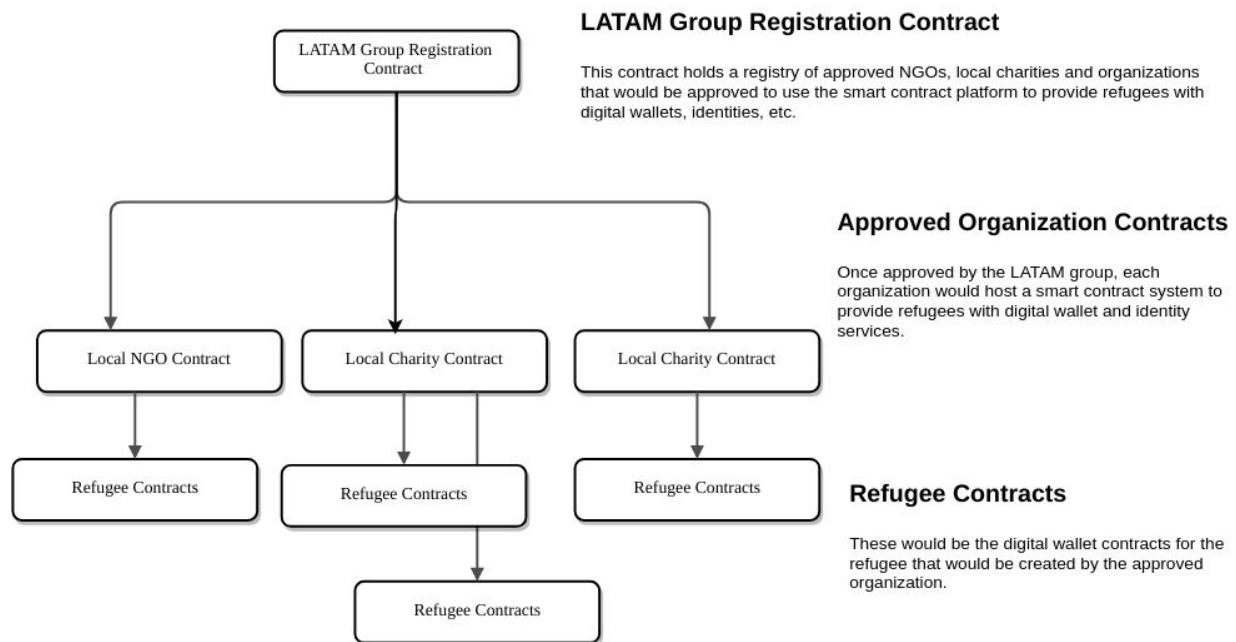 LATAM Group Registration Contract
LATAM Group Registration
Contract
This contract holds a registry of approved NGOs, local charities and organizations
that would be approved to use the smart contract platform to provide refugees with
digital wallets, identities, etc.
Approved Organization Contracts
Once approved by the LATAM group, each
organization would host a smart contract system to
provide refugees with digital wallet and identity
services.
Local NGO Contract
Local Charity Contract
Local Charity Contract
Refugee Contracts
Refugee Contracts
Refugee Contracts
Refugee Contracts
These would be the digital wallet contracts for the
refugee that would be created by the approved
organization.
Refugee Contracts